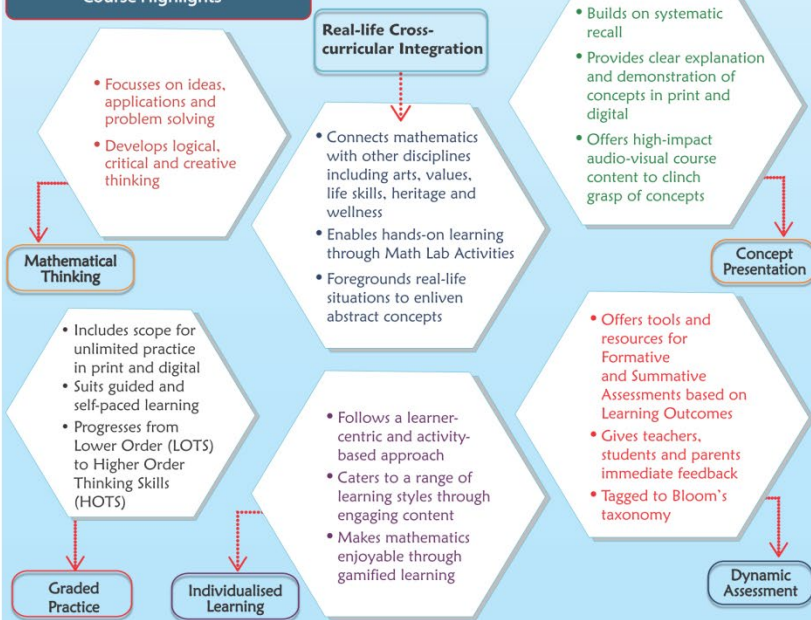 Course Highlights
Real-life Cross-
curricular Integration
• Focusses on ideas,
applications and
problem solving
• Develops logical,
critical and creative
thinking
Mathematical
Thinking
• Connects mathematics
with other disciplines
including arts, values,
life skills, heritage and
wellness
• Enables hands-on learning
through Math Lab Activities
• Foregrounds real-life
situations to enliven
abstract concepts
• Builds on systematic
recall
• Provides clear explanation
and demonstration of
concepts in print and
digital
• Offers high-impact
audio-visual course
content to clinch
grasp of concepts
Concept
Presentation
• Includes scope for
unlimited practice
in print and digital
• Suits guided and
self-paced learning
• Progresses from
Lower Order (LOTS)
to Higher Order
Thinking Skills
(HOTS)
Graded
Practice
• Follows a learner-
centric and activity-
based approach
• Caters to a range of
learning styles through
engaging content
• Makes mathematics
enjoyable through
gamified learning
Individualised
Learning
• Offers tools and
resources for
Formative
and Summative
Assessments based on
Learning Outcomes
• Gives teachers,
students and parents
immediate feedback
• Tagged to Bloom's
taxonomy
Dynamic
Assessment